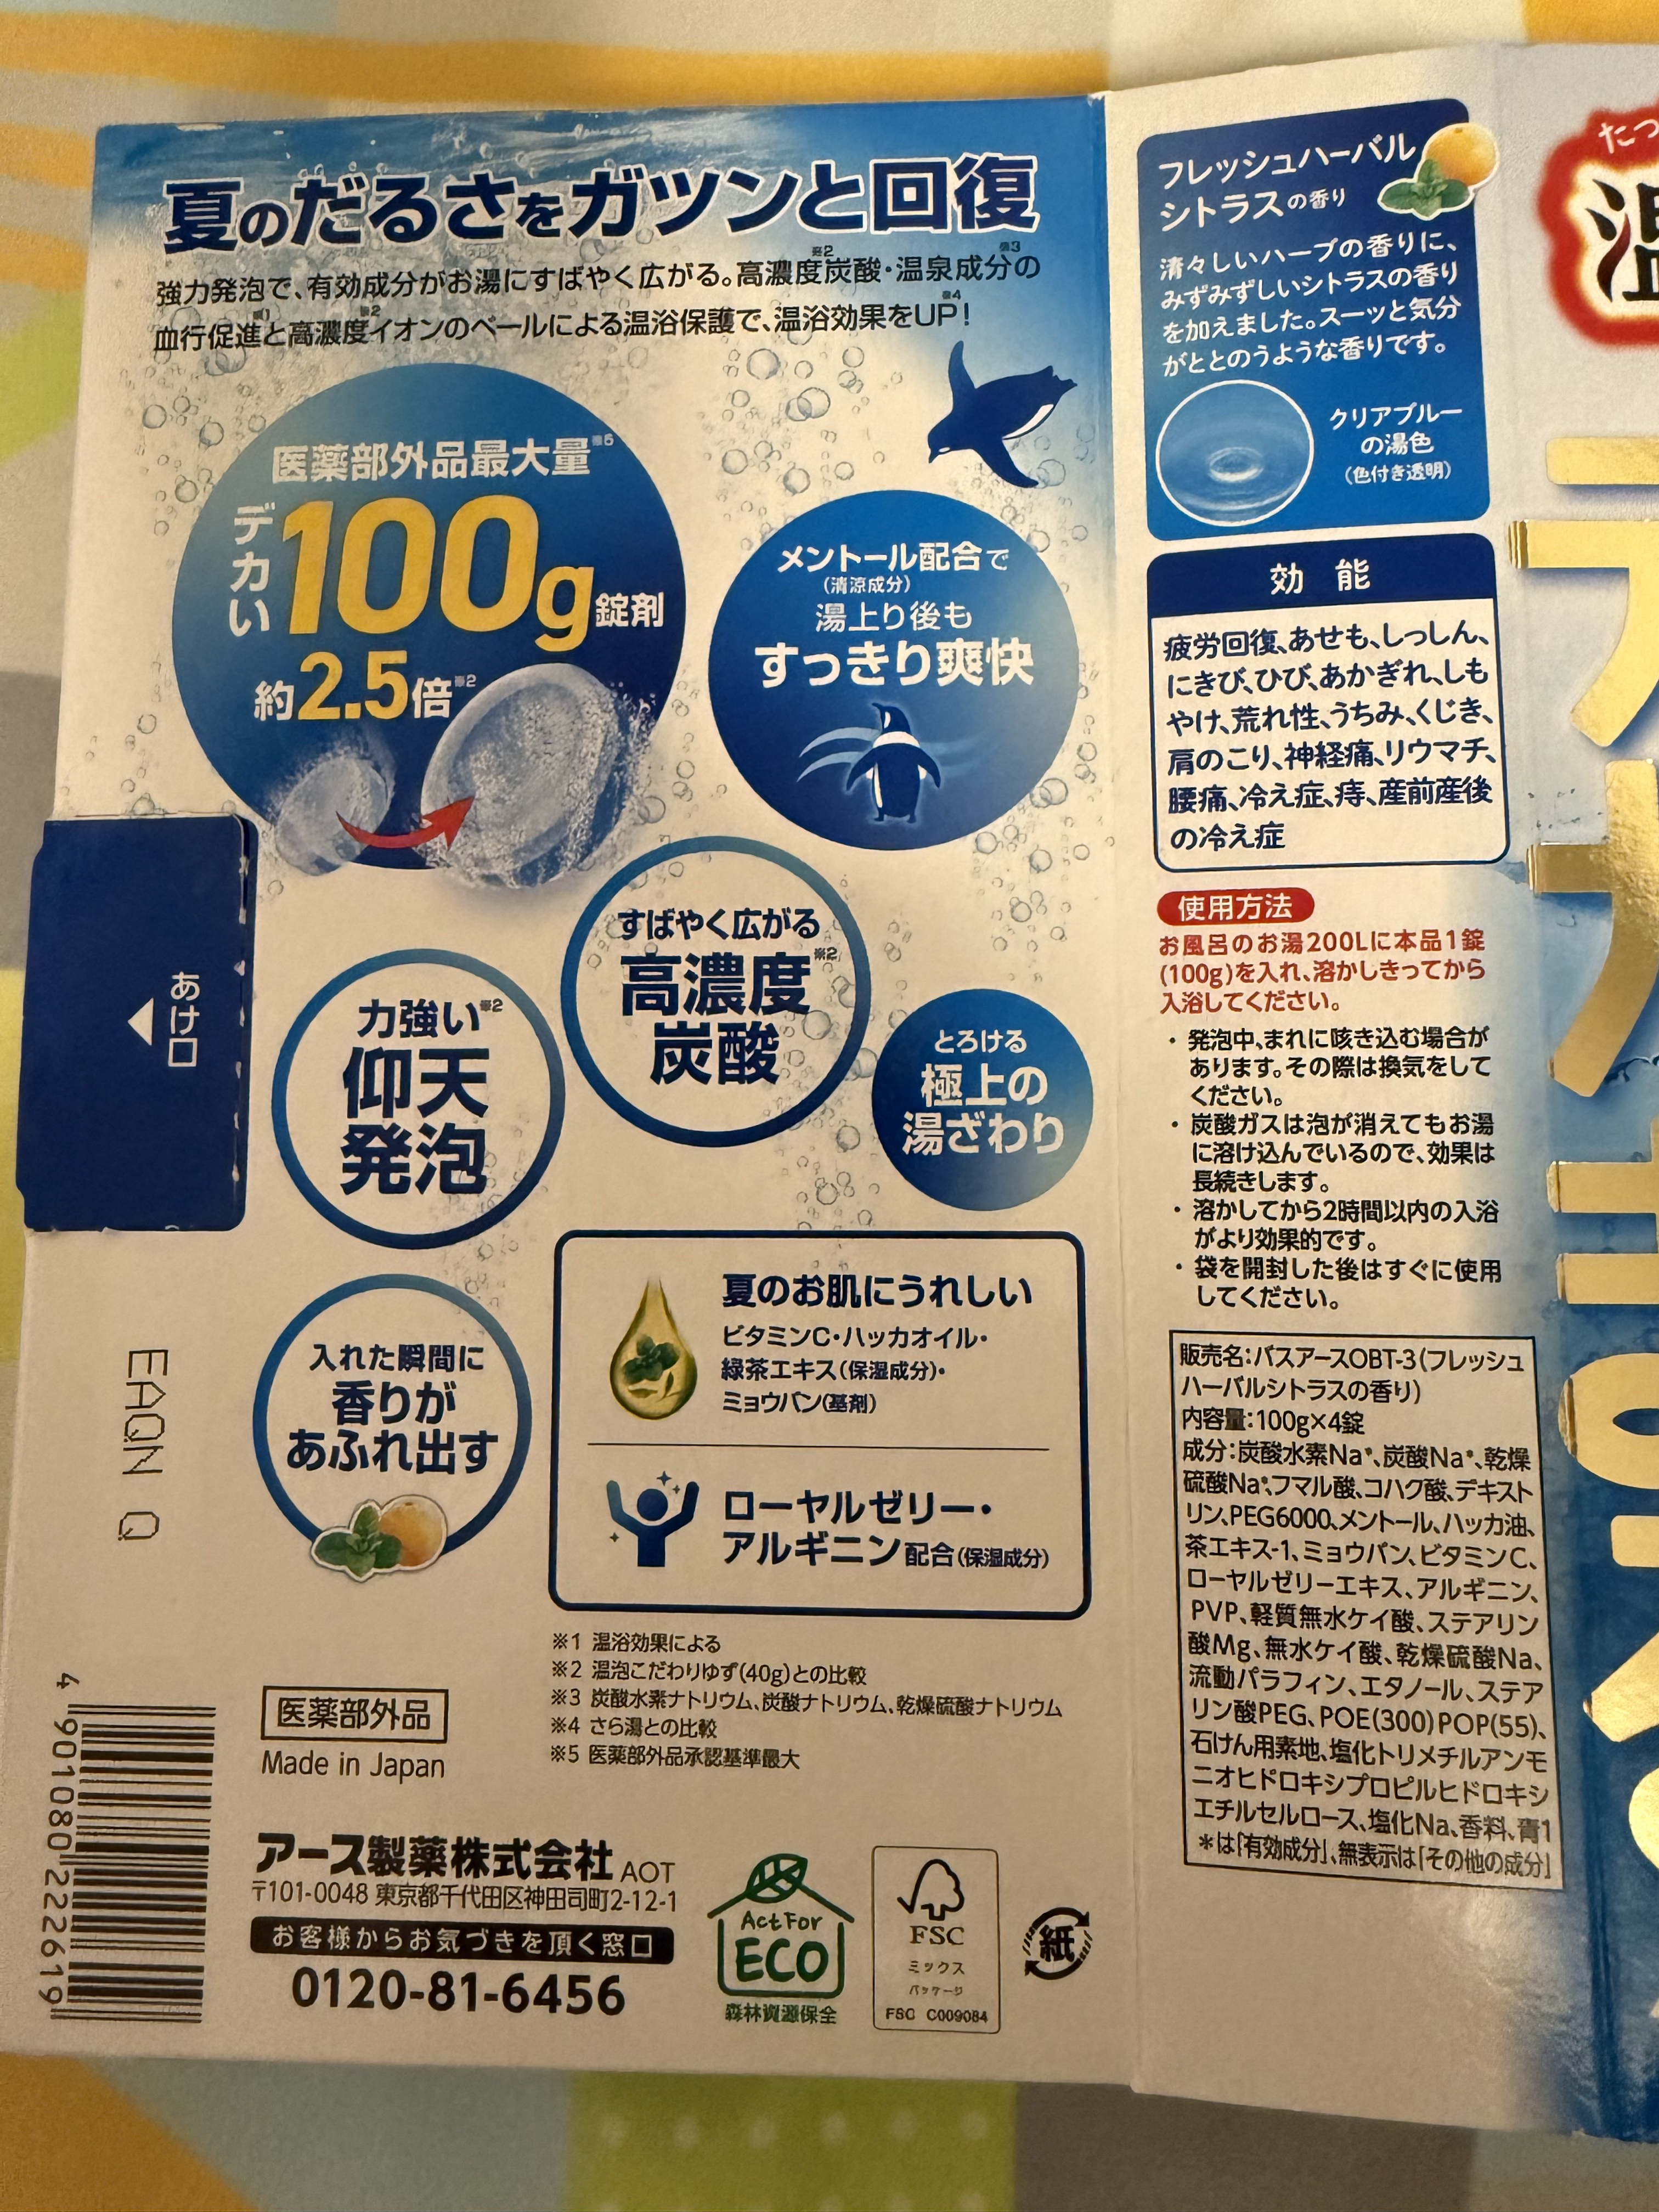 夏のだるさをガツンと回復
強力発泡で、有効成分がお湯にすばやく広がる。高濃度※2炭酸・温泉成分※3の
血行促進※1と高濃度※2イオンのベールによる温浴保護で、温浴効果をUP※4!
医薬部外品最大量※5
デカい100g錠剤
約2.5倍※2
メントール配合で
(清涼成分)
湯上り後も
すっきり爽快
すばやく広がる
高濃度※2
炭酸
力強い※2
仰天
発泡
とろける
極上の
湯ざわり
あけ口
入れた瞬間に
香りが
あふれ出す
夏のお肌にうれしい
ビタミンC・ハッカオイル・
緑茶エキス(保湿成分)・
ミョウバン(基剤)
ローヤルゼリー・
アルギニン配合(保湿成分)
EAQN Q
※1 温浴効果による
※2 温泡こだわりゆず(40g)との比較
※3 炭酸水素ナトリウム、炭酸ナトリウム、乾燥硫酸ナトリウム
※4 さら湯との比較
※5 医薬部外品承認基準最大
医薬部外品
Made in Japan
4 901080 222619
アース製薬株式会社 AOT
〒101-0048 東京都千代田区神田司町2-12-1
お客様からお気づきを頂く窓口
0120-81-6456
Act For
ECO
森林資源保全
FSC
ミックス
パッケージ
FSC C009084
紙
フレッシュハーバル
シトラスの香り
清々しいハーブの香りに、
みずみずしいシトラスの香り
を加えました。スーッと気分
がととのうような香りです。
クリアブルー
の湯色
(色付き透明)
効 能
疲労回復、あせも、しっしん、
にきび、ひび、あかぎれ、しも
やけ、荒れ性、うちみ、くじき、
肩のこり、神経痛、リウマチ、
腰痛、冷え症、痔、産前産後
の冷え症
使用方法
お風呂のお湯200Lに本品1錠
(100g)を入れ、溶かしきってから
入浴してください。
・発泡中、まれに咳き込む場合が
あります。その際は換気をして
ください。
・炭酸ガスは泡が消えてもお湯
に溶け込んでいるので、効果は
長続きします。
・溶かしてから2時間以内の入浴
がより効果的です。
・袋を開封した後はすぐに使用
してください。
販売名:バスアースOBT-3(フレッシュ
ハーバルシトラスの香り)
内容量:100g×4錠
成分:炭酸水素Na*、炭酸Na*、乾燥
硫酸Na*、フマル酸、コハク酸、デキスト
リン、PEG6000、メントール、ハッカ油、
茶エキス-1、ミョウバン、ビタミンC、
ローヤルゼリーエキス、アルギニン、
PVP、軽質無水ケイ酸、ステアリン
酸Mg、無水ケイ酸、乾燥硫酸Na、
流動パラフィン、エタノール、ステア
リン酸PEG、POE(300)POP(55)、
石けん用素地、塩化トリメチルアンモ
ニオヒドロキシプロピルヒドロキシ
エチルセルロース、塩化Na、香料、青1
*は「有効成分」、無表示は「その他の成分」
たっ
温